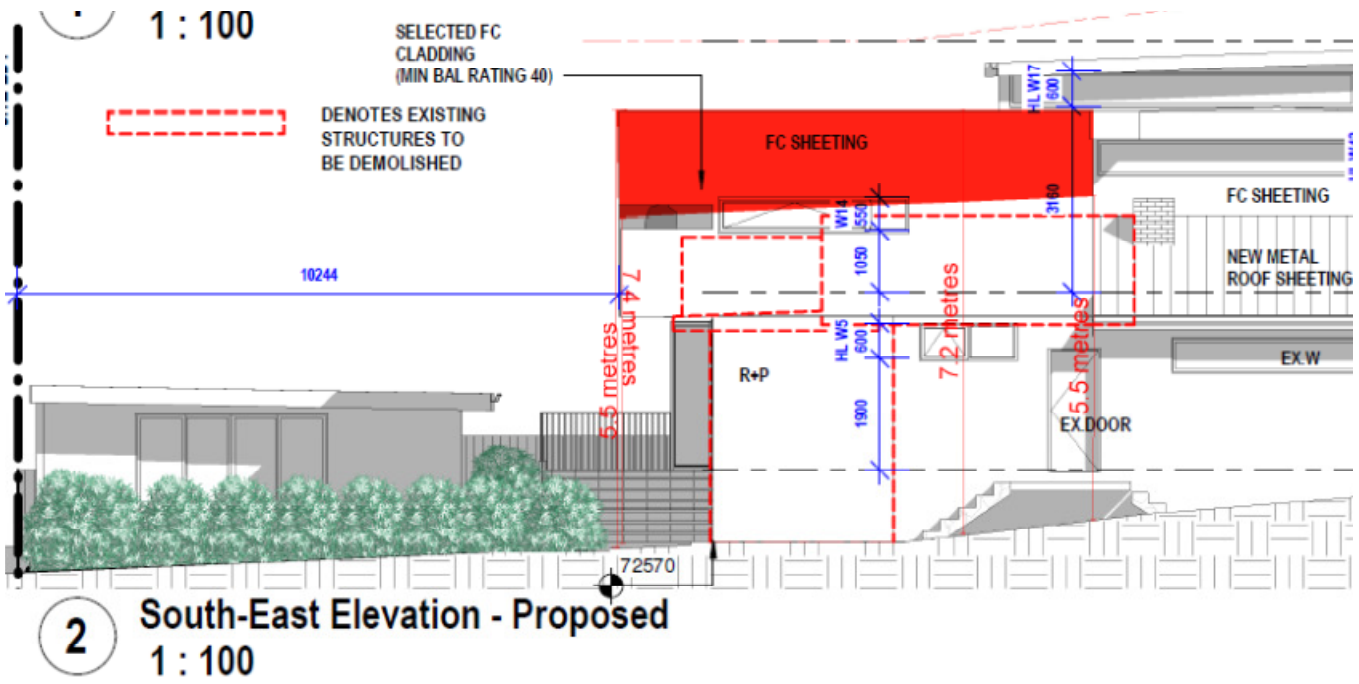 1 : 100
SELECTED FC
CLADDING
(MIN BAL RATING 40)
DENOTES EXISTING
STRUCTURES TO
BE DEMOLISHED
FC SHEETING
HL W17
600
3160
FC SHEETING
W14
550
1050
NEW METAL
ROOF SHEETING
10244
7.4 metres
5.5 metres
HL W5
600
7.2 metres
5.5 metres
R+P
EX.W
1900
EX.DOOR
72570
2
South-East Elevation - Proposed
1 : 100